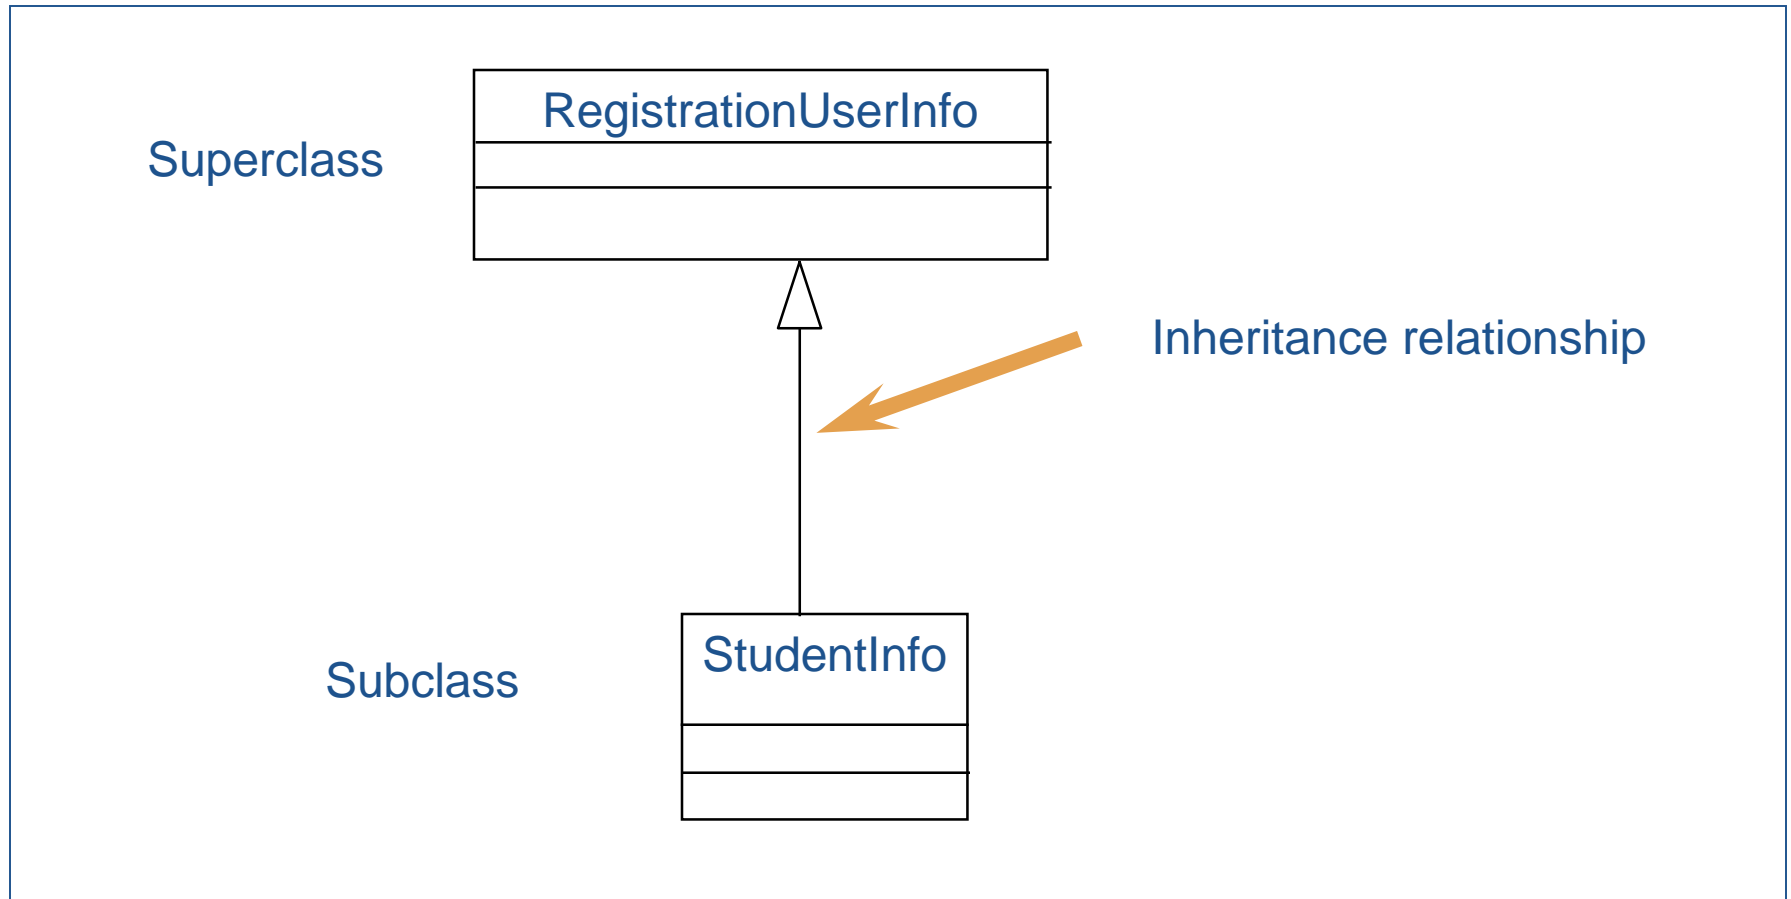 RegistrationUserInfo
Superclass
Inheritance relationship
StudentInfo
Subclass